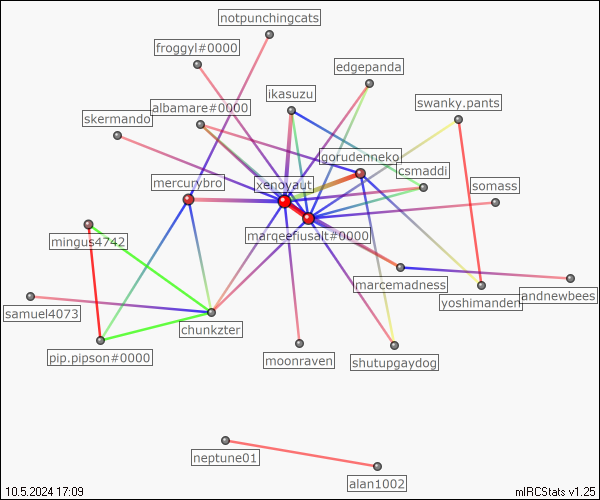 notpunchingcats
froggyl#0000
edgepanda
ikasuzu
swanky.pants
albamare#0000
skermando
gorudeneko
csmaddi
mercurybro
xenoyaut
somass
marqeefiusalt#0000
mingus4742
marcemadness
andnewbees
yoshimanden
samuel4073
chunkzter
pip.pipson#0000
moonraven
shutupgaydog
neptune01
alan1002
10.5.2024 17:09
mIRCStats v1.25